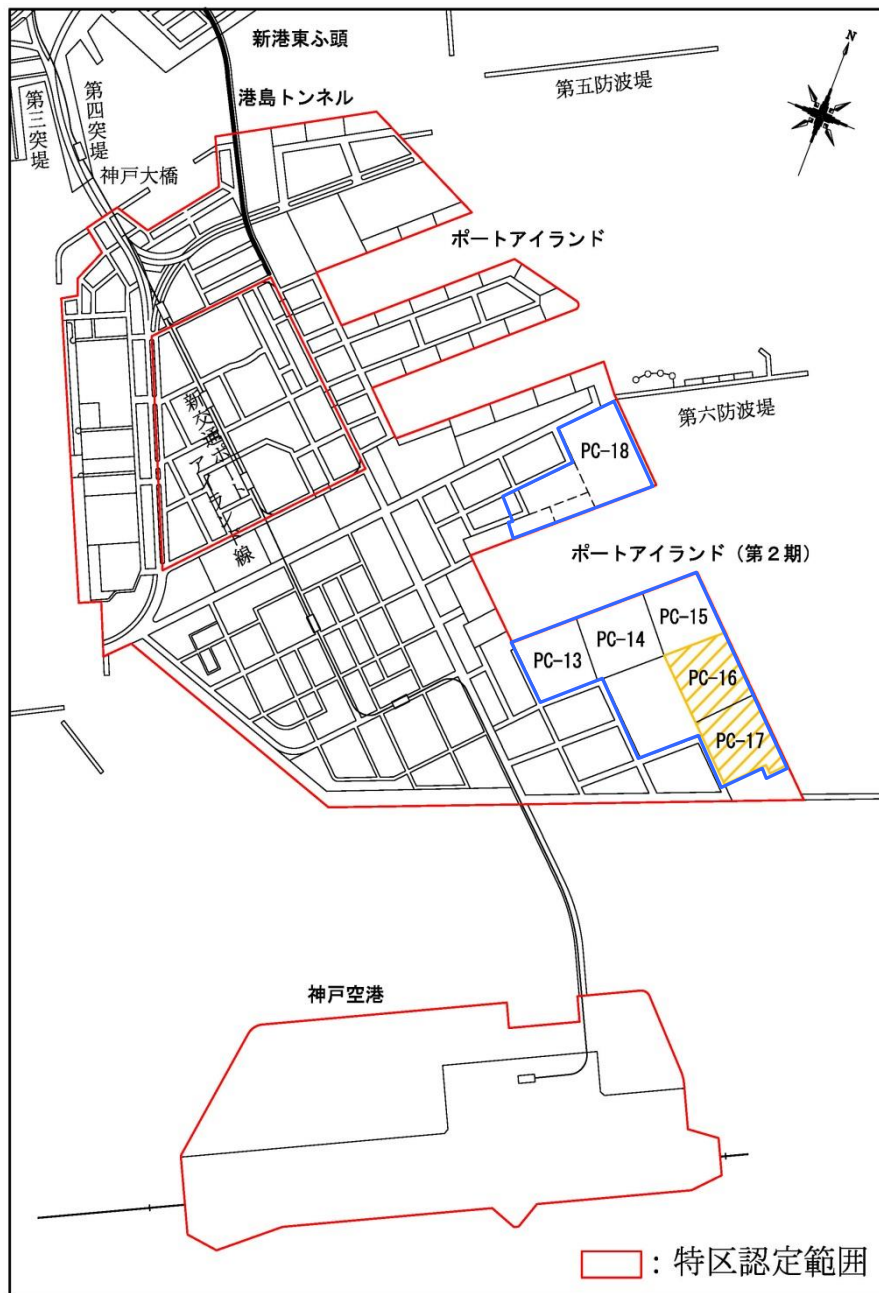 新港東ふ頭
N
第五防波堤
港島トンネル
第四突堤
第三突堤
神戸大橋
ポートアイランド
第六防波堤
新交通ポート
アイランド線
PC-18
ポートアイランド（第２期）
PC-15
PC-14
PC-13
PC-16
PC-17
神戸空港
：特区認定範囲